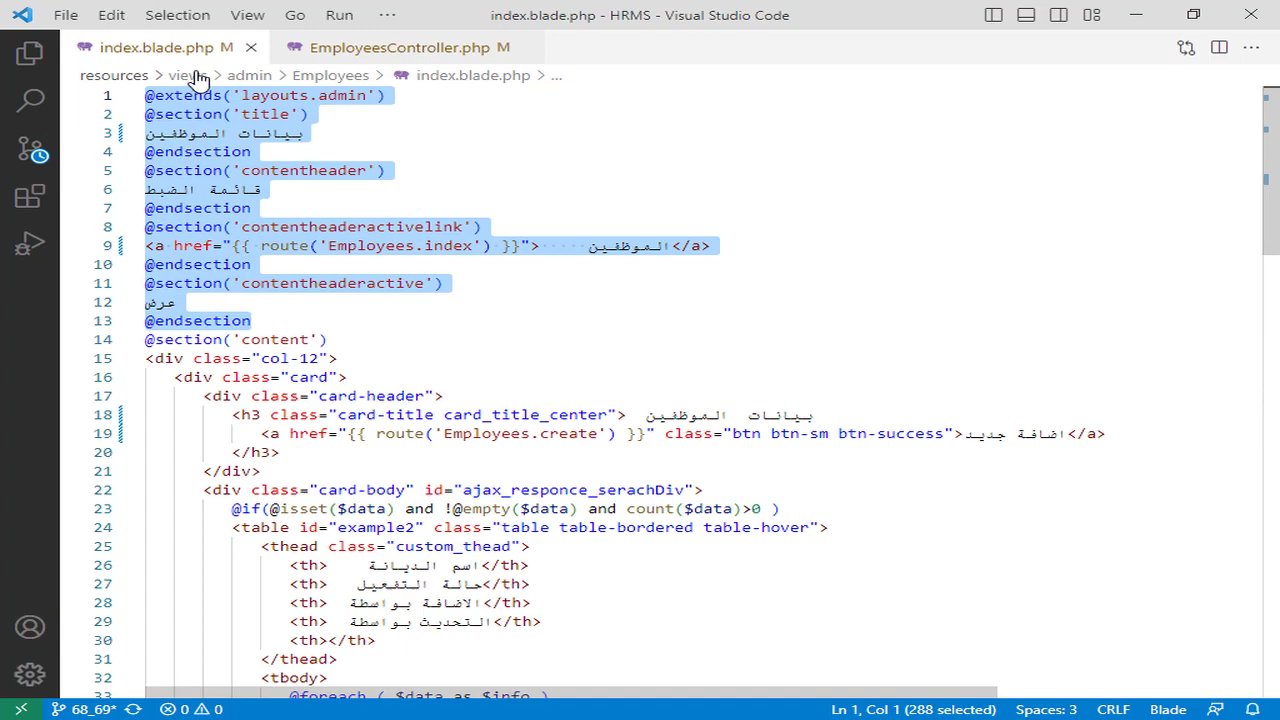 File Edit Selection View Go Run ··· index.blade.php - HRMS - Visual Studio Code
index.blade.php M EmployeesController.php M
resources > views > admin > Employees > index.blade.php > ...
1 @extends('layouts.admin')
2 @section('title')
3 بيانات الموظفين
4 @endsection
5 @section('contentheader')
6 قائمة الضبط
7 @endsection
8 @section('contentheaderactivelink')
9 <a href="{{ route('Employees.index') }}"> الموظفين</a>
10 @endsection
11 @section('contentheaderactive')
12 عرض
13 @endsection
14 @section('content')
15 <div class="col-12">
16 <div class="card">
17 <div class="card-header">
18 <h3 class="card-title card_title_center"> بيانات الموظفين
19 <a href="{{ route('Employees.create') }}" class="btn btn-sm btn-success">اضافة جديد</a>
20 </h3>
21 </div>
22 <div class="card-body" id="ajax_responce_serachDiv">
23 @if(@isset($data) and !@empty($data) and count($data)>0 )
24 <table id="example2" class="table table-bordered table-hover">
25 <thead class="custom_thead">
26 <th> اسم الديانة</th>
27 <th> حالة التفعيل</th>
28 <th> الاضافة بواسطة</th>
29 <th> التحديث بواسطة</th>
30 <th></th>
31 </thead>
32 <tbody>
33 @foreach ( $data as $info )
68_69* 0 0 Ln 1, Col 1 (288 selected) Spaces: 3 CRLF Blade